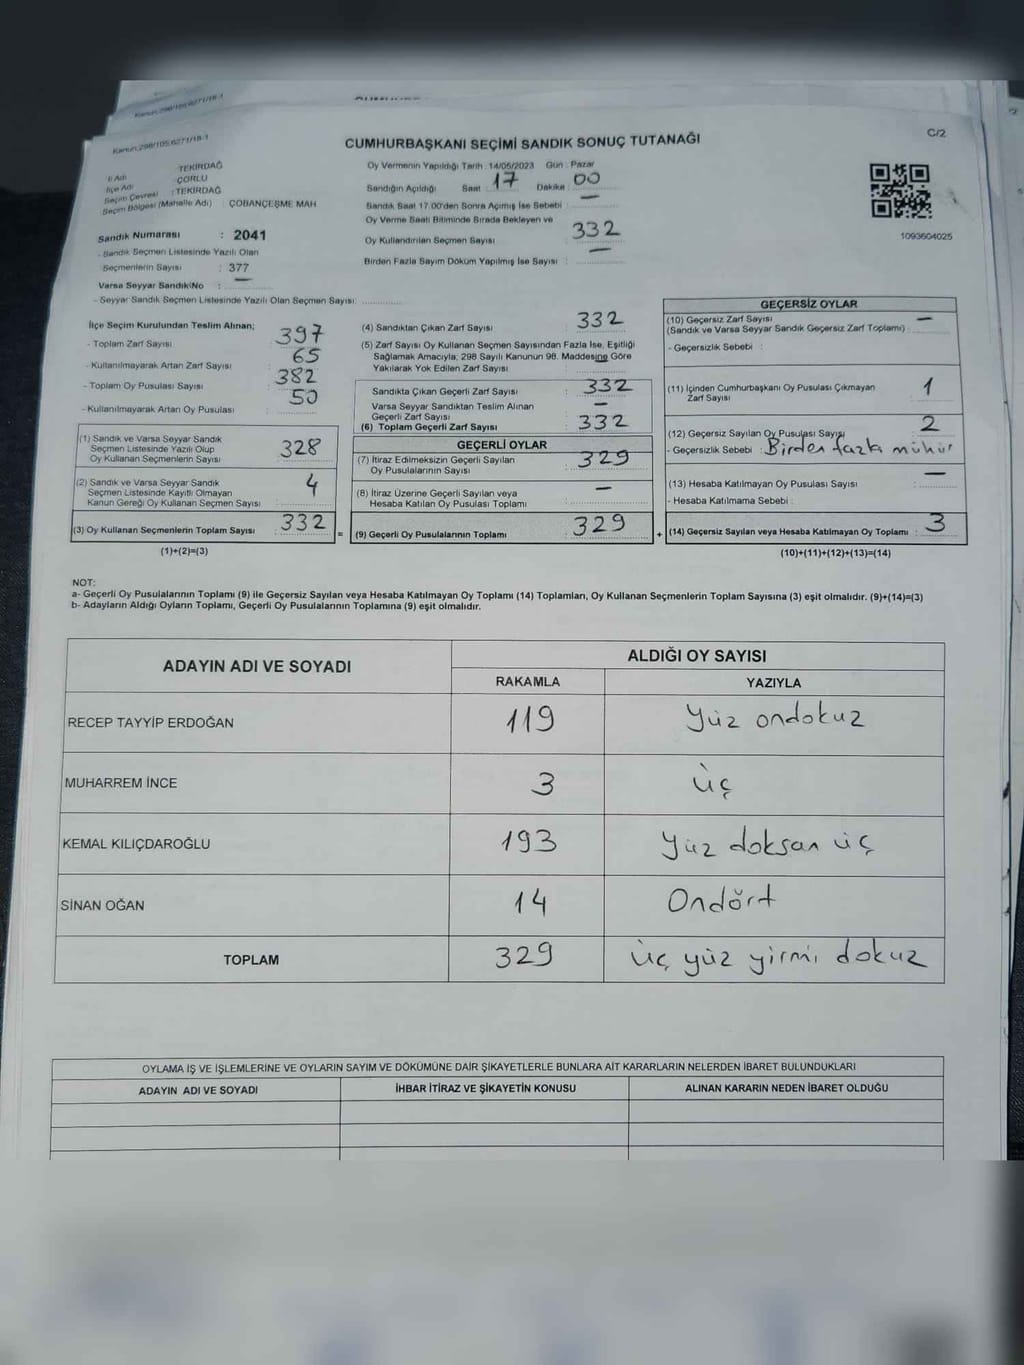 Kanun;298/105,6271/18-1
Kanun;298/105,6271/18-1
C/2
CUMHURBAŞKANI SEÇİMİ SANDIK SONUÇ TUTANAĞI
İl Adı : TEKİRDAĞ
İlçe Adı : ÇORLU
Seçim Çevresi : TEKİRDAĞ
Seçim Bölgesi (Mahalle Adı) : ÇOBANÇEŞME MAH
Sandık Numarası : 2041
- Sandık Seçmen Listesinde Yazılı Olan
Seçmenlerin Sayısı : 377
Varsa Seyyar Sandık No : —
- Seyyar Sandık Seçmen Listesinde Yazılı Olan Seçmen Sayısı:
Oy Vermenin Yapıldığı Tarih : 14/05/2023 Gün : Pazar
Sandığın Açıldığı Saat 17 Dakika 00
Sandık Saat 17.00'den Sonra Açımış İse Sebebi : —
Oy Verme Saati Bitiminde Sırada Bekleyen ve
Oy Kullandırılan Seçmen Sayısı : 332
Birden Fazla Sayım Döküm Yapılmış İse Sayısı : —
1093604025
İlçe Seçim Kurulundan Teslim Alınan;
- Toplam Zarf Sayısı : 397
- Kullanılmayarak Artan Zarf Sayısı : 65
- Toplam Oy Pusulası Sayısı : 382
- Kullanılmayarak Artan Oy Pusulası : 50
(1) Sandık ve Varsa Seyyar Sandık
Seçmen Listesinde Yazılı Olup
Oy Kullanan Seçmenlerin Sayısı : 328
(2) Sandık ve Varsa Seyyar Sandık
Seçmen Listesinde Kayıtlı Olmayan
Kanun Gereği Oy Kullanan Seçmen Sayısı : 4
(3) Oy Kullanan Seçmenlerin Toplam Sayısı : 332
(1)+(2)=(3)
=
(4) Sandıktan Çıkan Zarf Sayısı : 332
(5) Zarf Sayısı Oy Kullanan Seçmen Sayısından Fazla İse, Eşitliği
Sağlamak Amacıyla; 298 Sayılı Kanunun 98. Maddesine Göre
Yakılarak Yok Edilen Zarf Sayısı :
Sandıkta Çıkan Geçerli Zarf Sayısı : 332
Varsa Seyyar Sandıktan Teslim Alınan
Geçerli Zarf Sayısı : —
(6) Toplam Geçerli Zarf Sayısı : 332
GEÇERLİ OYLAR
(7) İtiraz Edilmeksizin Geçerli Sayılan
Oy Pusulalarının Sayısı : 329
(8) İtiraz Üzerine Geçerli Sayılan veya
Hesaba Katılan Oy Pusulası Toplamı : —
(9) Geçerli Oy Pusulalarının Toplamı : 329
+
GEÇERSİZ OYLAR
(10) Geçersiz Zarf Sayısı
(Sandık ve Varsa Seyyar Sandık Geçersiz Zarf Toplamı) : —
- Geçersizlik Sebebi :
(11) İçinden Cumhurbaşkanı Oy Pusulası Çıkmayan
Zarf Sayısı : 1
(12) Geçersiz Sayılan Oy Pusulası Sayısı : 2
- Geçersizlik Sebebi : Birden fazla mühür
(13) Hesaba Katılmayan Oy Pusulası Sayısı : —
- Hesaba Katılmama Sebebi :
(14) Geçersiz Sayılan veya Hesaba Katılmayan Oy Toplamı : 3
(10)+(11)+(12)+(13)=(14)
NOT:
a- Geçerli Oy Pusulalarının Toplamı (9) ile Geçersiz Sayılan veya Hesaba Katılmayan Oy Toplamı (14) Toplamları, Oy Kullanan Seçmenlerin Toplam Sayısına (3) eşit olmalıdır. (9)+(14)=(3)
b- Adayların Aldığı Oyların Toplamı, Geçerli Oy Pusulalarının Toplamına (9) eşit olmalıdır.
ADAYIN ADI VE SOYADI
ALDIĞI OY SAYISI
RAKAMLA YAZIYLA
RECEP TAYYİP ERDOĞAN 119 Yüz ondokuz
MUHARREM İNCE 3 üç
KEMAL KILIÇDAROĞLU 193 Yüz doksan üç
SİNAN OĞAN 14 Ondört
TOPLAM 329 üç yüz yirmi dokuz
OYLAMA İŞ VE İŞLEMLERİNE VE OYLARIN SAYIM VE DÖKÜMÜNE DAİR ŞİKAYETLERLE BUNLARA AİT KARARLARIN NELERDEN İBARET BULUNDUKLARI
ADAYIN ADI VE SOYADI İHBAR İTİRAZ VE ŞİKAYETİN KONUSU ALINAN KARARIN NEDEN İBARET OLDUĞU